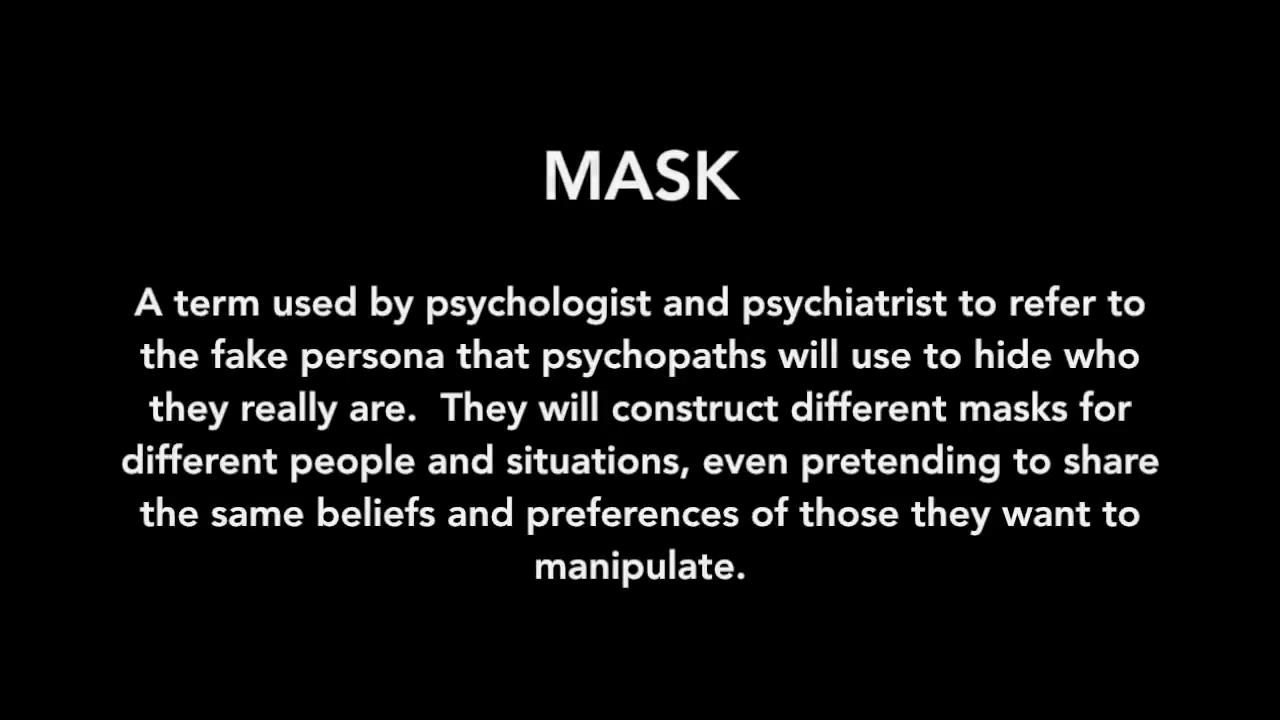 MASK
A term used by psychologist and psychiatrist to refer to
the fake persona that psychopaths will use to hide who
they really are.  They will construct different masks for
different people and situations, even pretending to share
the same beliefs and preferences of those they want to
manipulate.